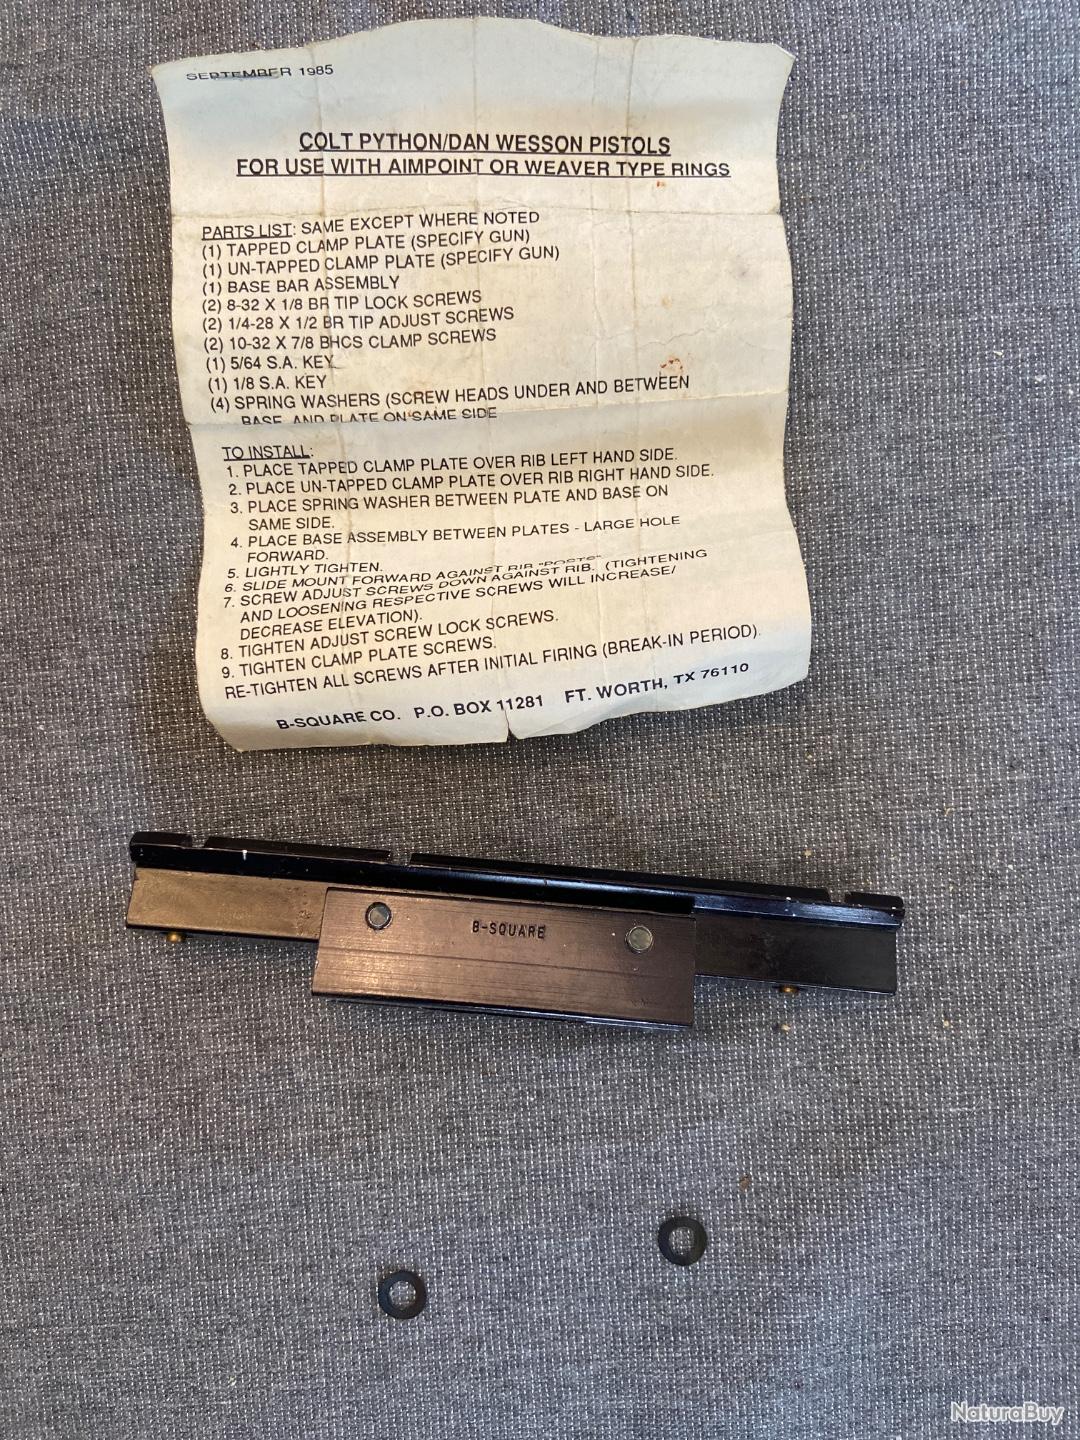 SEPTEMBER 1985
COLT PYTHON/DAN WESSON PISTOLS
FOR USE WITH AIMPOINT OR WEAVER TYPE RINGS
PARTS LIST: SAME EXCEPT WHERE NOTED
(1) TAPPED CLAMP PLATE (SPECIFY GUN)
(1) UN-TAPPED CLAMP PLATE (SPECIFY GUN)
(1) BASE BAR ASSEMBLY
(2) 8-32 X 1/8 BR TIP LOCK SCREWS
(2) 1/4-28 X 1/2 BR TIP ADJUST SCREWS
(2) 10-32 X 7/8 BHCS CLAMP SCREWS
(1) 5/64 S.A. KEY
(1) 1/8 S.A. KEY
(4) SPRING WASHERS (SCREW HEADS UNDER AND BETWEEN
BASE AND PLATE ON SAME SIDE
TO INSTALL:
1. PLACE TAPPED CLAMP PLATE OVER RIB LEFT HAND SIDE.
2. PLACE UN-TAPPED CLAMP PLATE OVER RIB RIGHT HAND SIDE.
3. PLACE SPRING WASHER BETWEEN PLATE AND BASE ON
SAME SIDE.
4. PLACE BASE ASSEMBLY BETWEEN PLATES - LARGE HOLE
FORWARD.
5. LIGHTLY TIGHTEN.
6. SLIDE MOUNT FORWARD AGAINST RIB "POSTS"
7. SCREW ADJUST SCREWS DOWN AGAINST RIB. (TIGHTENING
AND LOOSENING RESPECTIVE SCREWS WILL INCREASE/
DECREASE ELEVATION).
8. TIGHTEN ADJUST SCREW LOCK SCREWS.
9. TIGHTEN CLAMP PLATE SCREWS.
RE-TIGHTEN ALL SCREWS AFTER INITIAL FIRING (BREAK-IN PERIOD).
B-SQUARE CO. P.O. BOX 11281 FT. WORTH, TX 76110
B-SQUARE
NaturaBuy